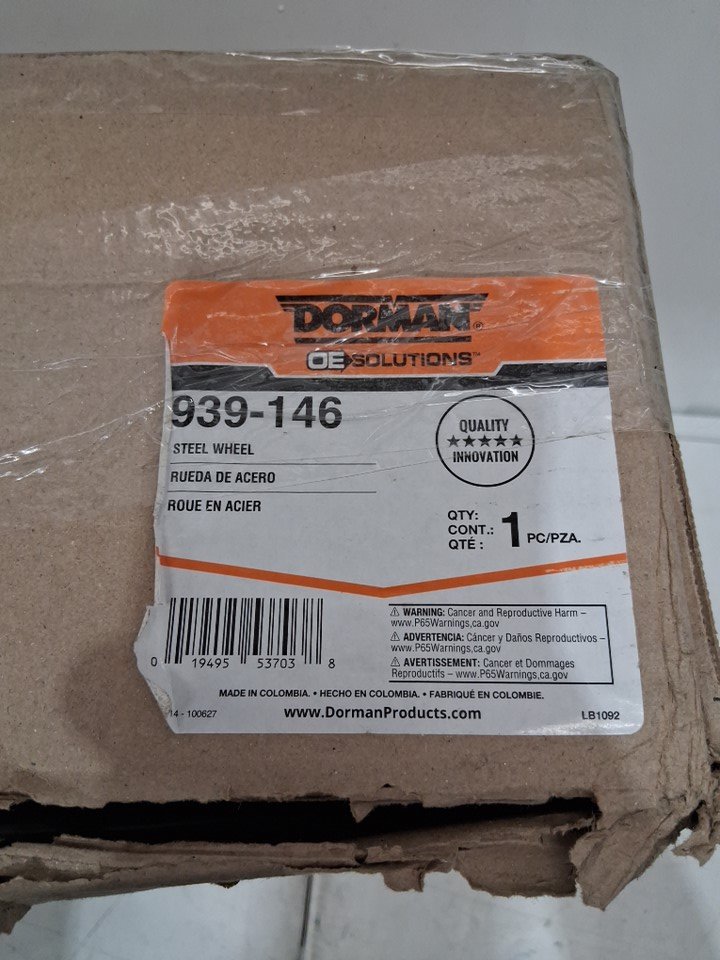 DORMAN®
OE SOLUTIONS™
939-146
STEEL WHEEL
RUEDA DE ACERO
ROUE EN ACIER
QUALITY
★★★★★
INNOVATION
QTY:
CONT.: 1 PC/PZA.
QTÉ :
⚠ WARNING: Cancer and Reproductive Harm –
www.P65Warnings.ca.gov
⚠ ADVERTENCIA: Cáncer y Daños Reproductivos –
www.P65Warnings.ca.gov
⚠ AVERTISSEMENT: Cancer et Dommages
Reproductifs – www.P65Warnings.ca.gov
0 19495 53703 8
MADE IN COLOMBIA. • HECHO EN COLOMBIA. • FABRIQUÉ EN COLOMBIE.
14 - 100627 www.DormanProducts.com LB1092